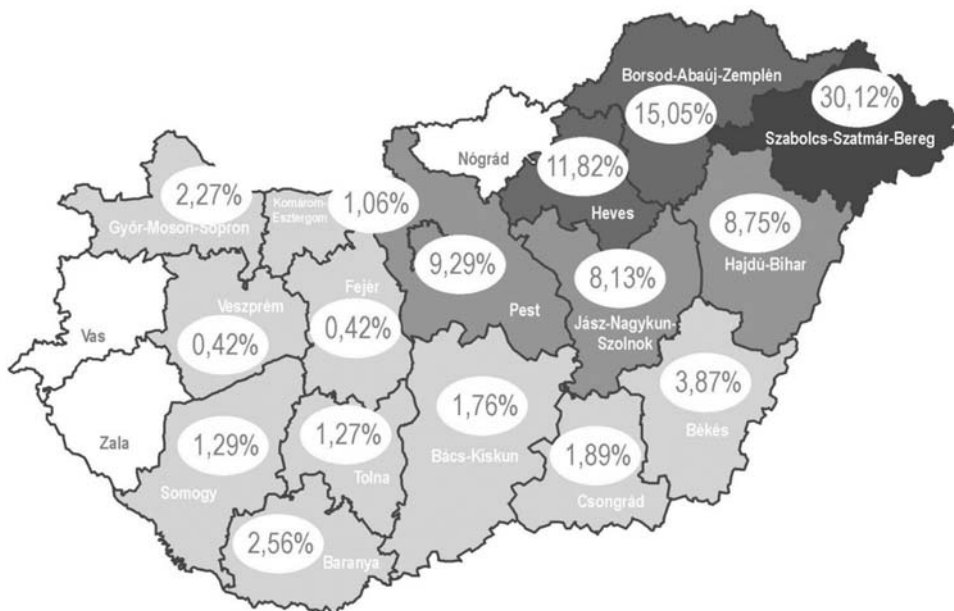 Borsod-Abaúj-Zemplén
15,05%
30,12%
Szabolcs-Szatmár-Bereg
Nógrád
11,82%
Heves
2,27%
Győr-Moson-Sopron
Komárom-
Esztergom
1,06%
8,75%
Hajdú-Bihar
9,29%
Pest
8,13%
Jász-Nagykun-
Szolnok
Veszprém
0,42%
Fejér
0,42%
Vas
3,87%
Békés
1,76%
Bács-Kiskun
Zala
1,29%
Somogy
1,27%
Tolna
1,89%
Csongrád
2,56%
Baranya